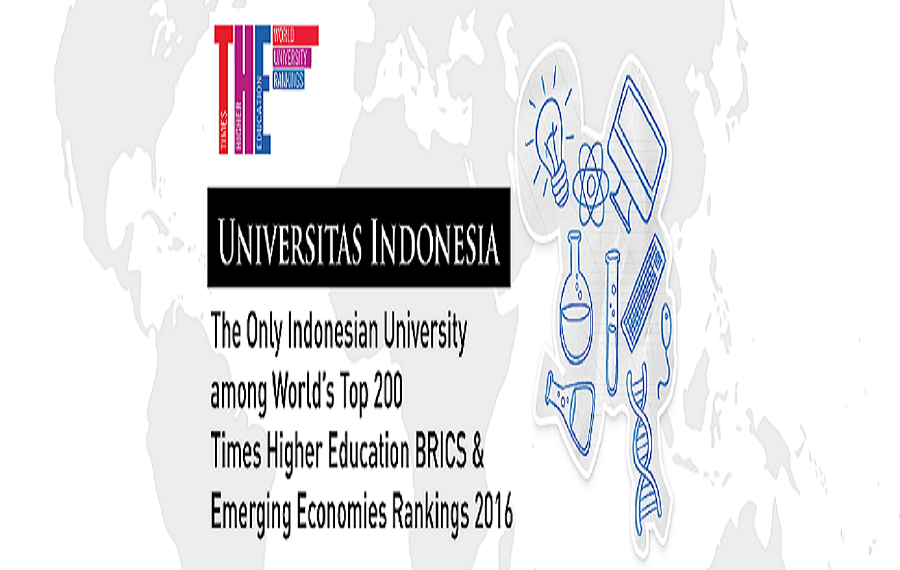 THE
TIMES
HIGHER
EDUCATION
WORLD
UNIVERSITY
RANKINGS
UNIVERSITAS INDONESIA
The Only Indonesian University
among World's Top 200
Times Higher Education BRICS &
Emerging Economies Rankings 2016